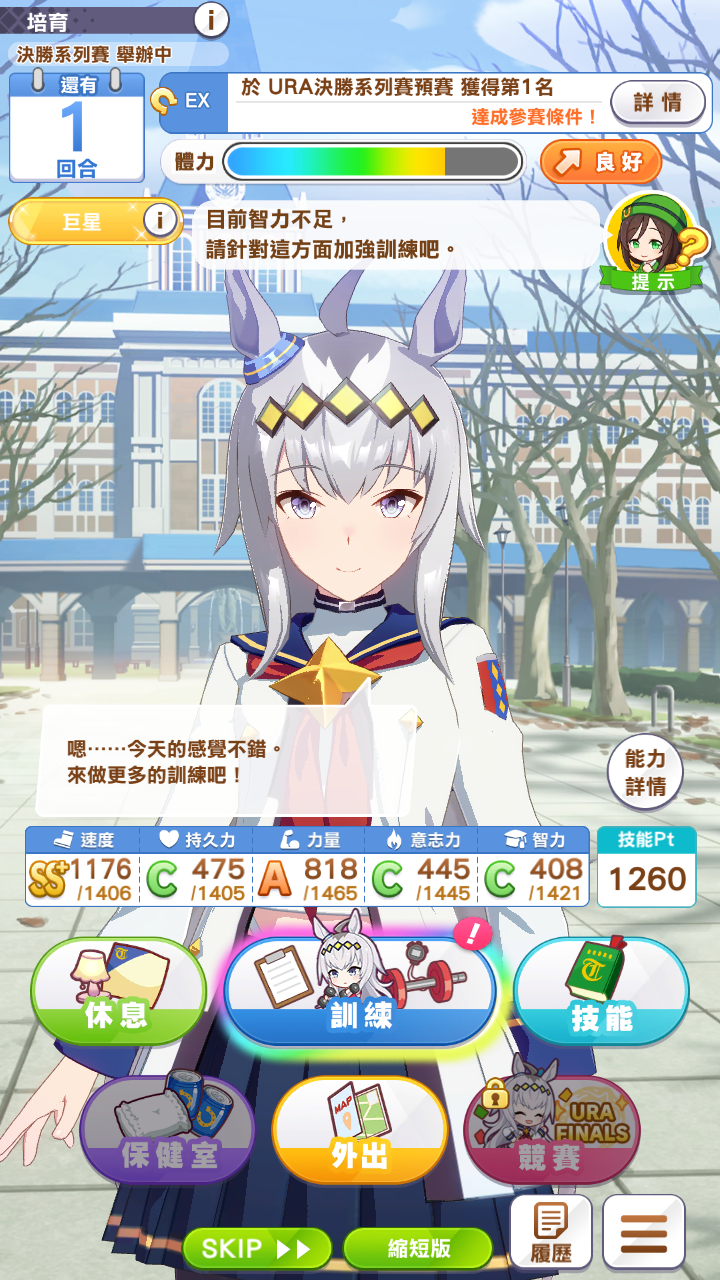 培育
i
決勝系列賽 舉辦中
還有
1
回合
EX
於 URA決勝系列賽預賽 獲得第1名
達成參賽條件！
詳情
體力
良好
巨星
i
目前智力不足，
請針對這方面加強訓練吧。
提示
嗯……今天的感覺不錯。
來做更多的訓練吧！
能力
詳情
速度 持久力 力量 意志力 智力 技能Pt
SS+ 1176 C 475 A 818 C 445 C 408 1260
/1406 /1405 /1465 /1445 /1421
休息
訓練
!
技能
保健室
MAP
外出
URA
FINALS
競賽
SKIP
縮短版
履歷